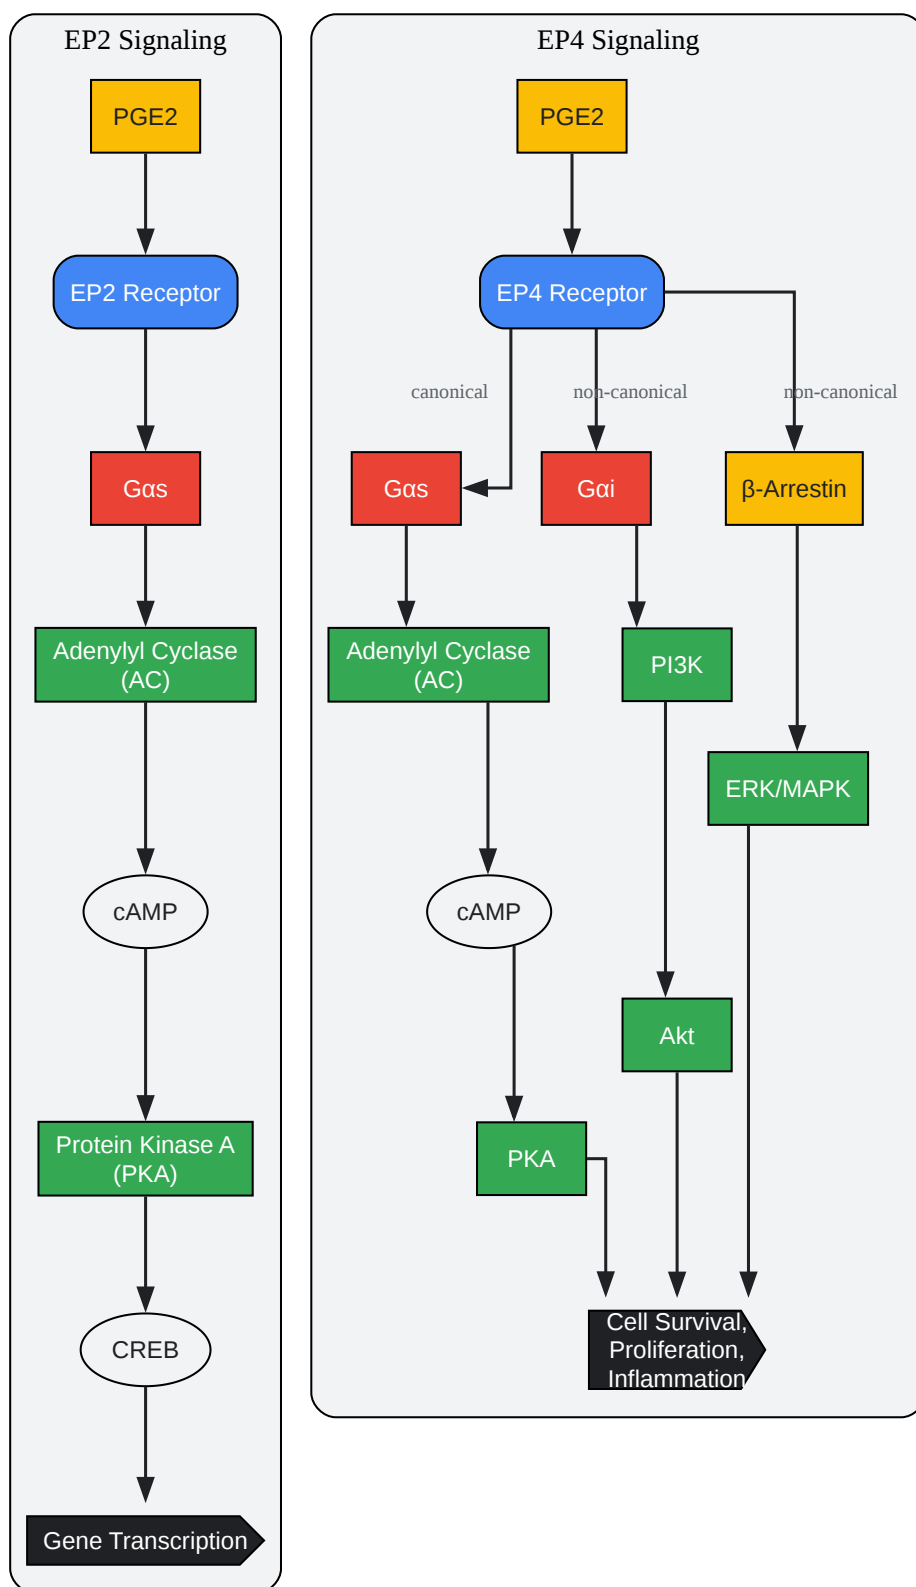 EP2 Signaling
PGE2
EP2 Receptor
Gαs
Adenylyl Cyclase
(AC)
cAMP
Protein Kinase A
(PKA)
CREB
Gene Transcription
EP4 Signaling
PGE2
EP4 Receptor
canonical
non-canonical
non-canonical
Gαs
Gαi
β-Arrestin
Adenylyl Cyclase
(AC)
PI3K
ERK/MAPK
cAMP
Akt
PKA
Cell Survival,
Proliferation,
Inflammation